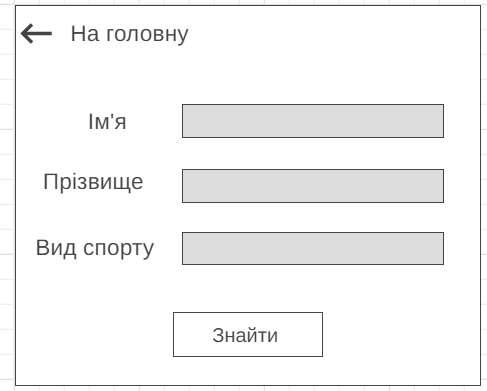 На головну
Ім'я
Прізвище
Вид спорту
Знайти